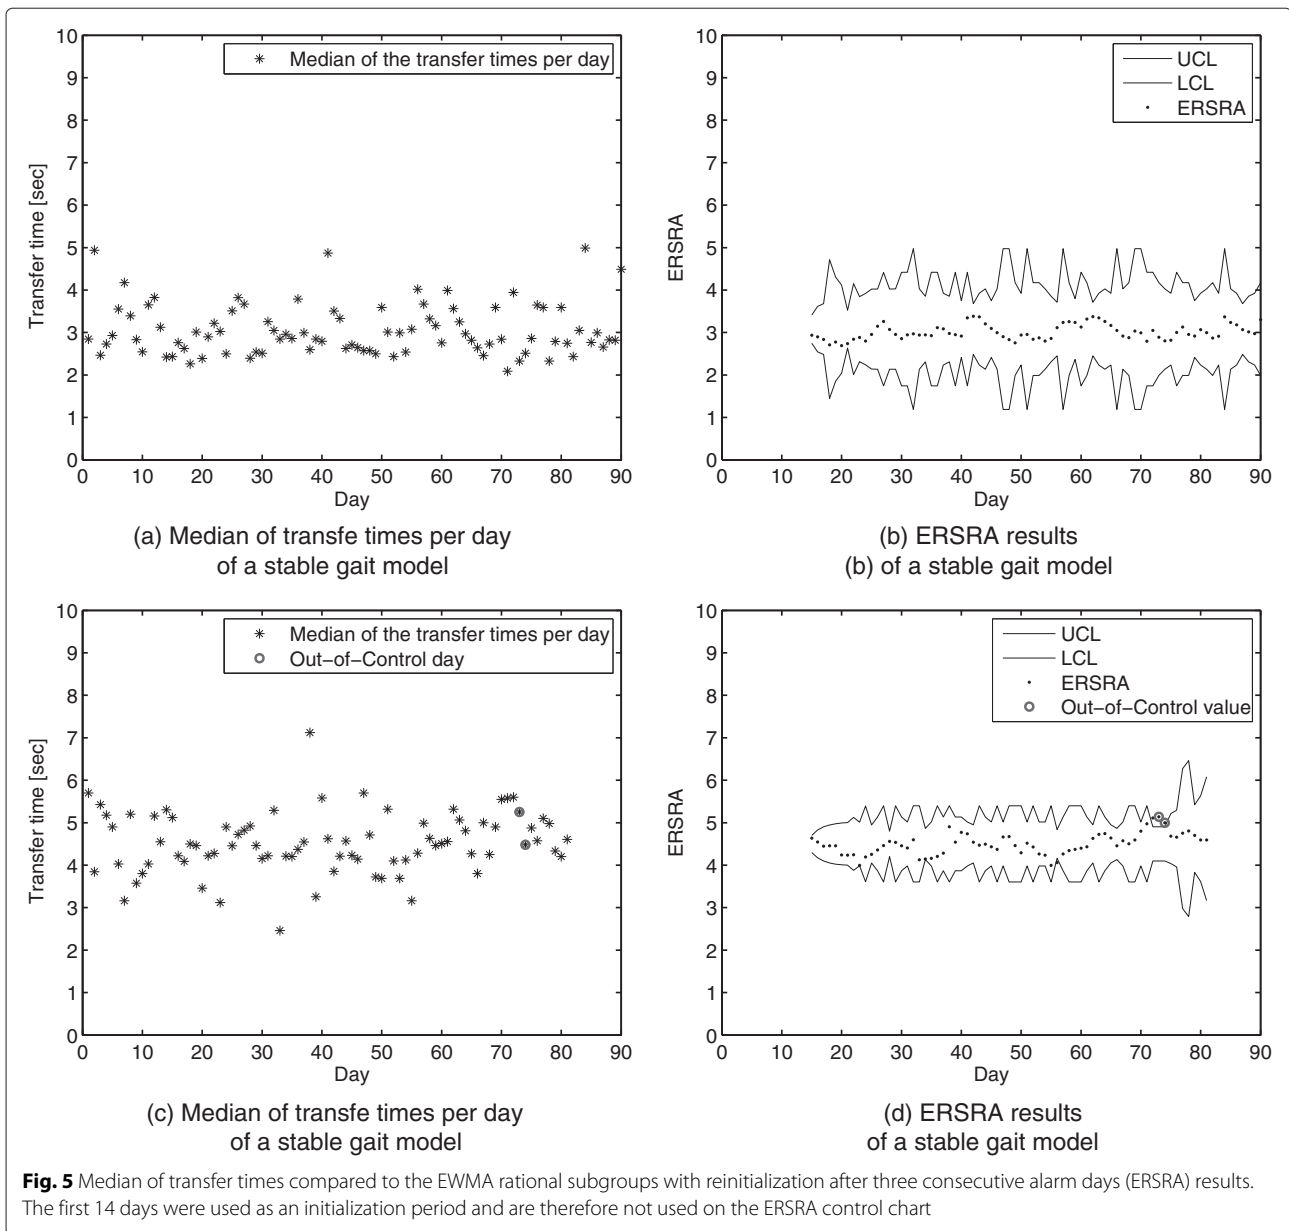 10
9
8
7
6
5
4
3
2
1
0
Transfer time [sec]
Median of the transfer times per day
0 10 20 30 40 50 60 70 80 90
Day
(a) Median of transfe times per day
of a stable gait model
10
9
8
7
6
5
4
3
2
1
0
ERSRA
UCL
LCL
ERSRA
0 10 20 30 40 50 60 70 80 90
Day
(b) ERSRA results
(b) of a stable gait model
10
9
8
7
6
5
4
3
2
1
0
Transfer time [sec]
Median of the transfer times per day
Out-of-Control day
0 10 20 30 40 50 60 70 80 90
Day
(c) Median of transfe times per day
of a stable gait model
10
9
8
7
6
5
4
3
2
1
0
ERSRA
UCL
LCL
ERSRA
Out-of-Control value
0 10 20 30 40 50 60 70 80 90
Day
(d) ERSRA results
of a stable gait model
Fig. 5 Median of transfer times compared to the EWMA rational subgroups with reinitialization after three consecutive alarm days (ERSRA) results.
The first 14 days were used as an initialization period and are therefore not used on the ERSRA control chart